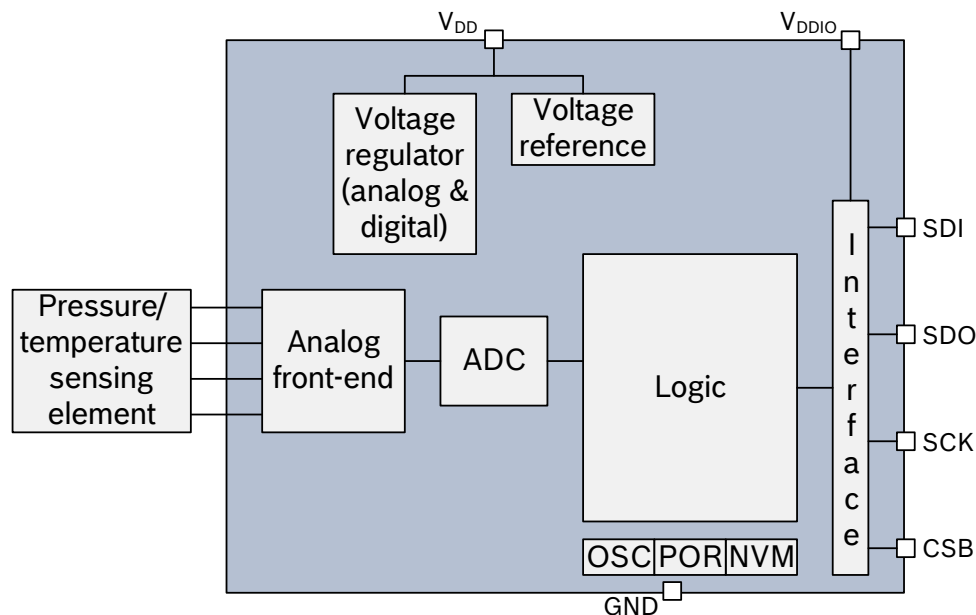 VDD
VDDIO
Voltage
regulator
(analog &
digital)
Voltage
reference
Interface
SDI
SDO
SCK
CSB
Pressure/
temperature
sensing
element
Analog
front-end
ADC
Logic
OSC POR NVM
GND